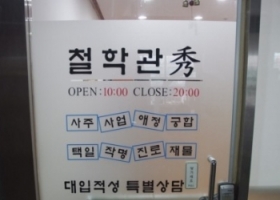 철학관 秀
OPEN:10:00 CLOSE:20:00
사주 사업 애정 궁합
택일 작명 진로 재물
대입적성 특별상담